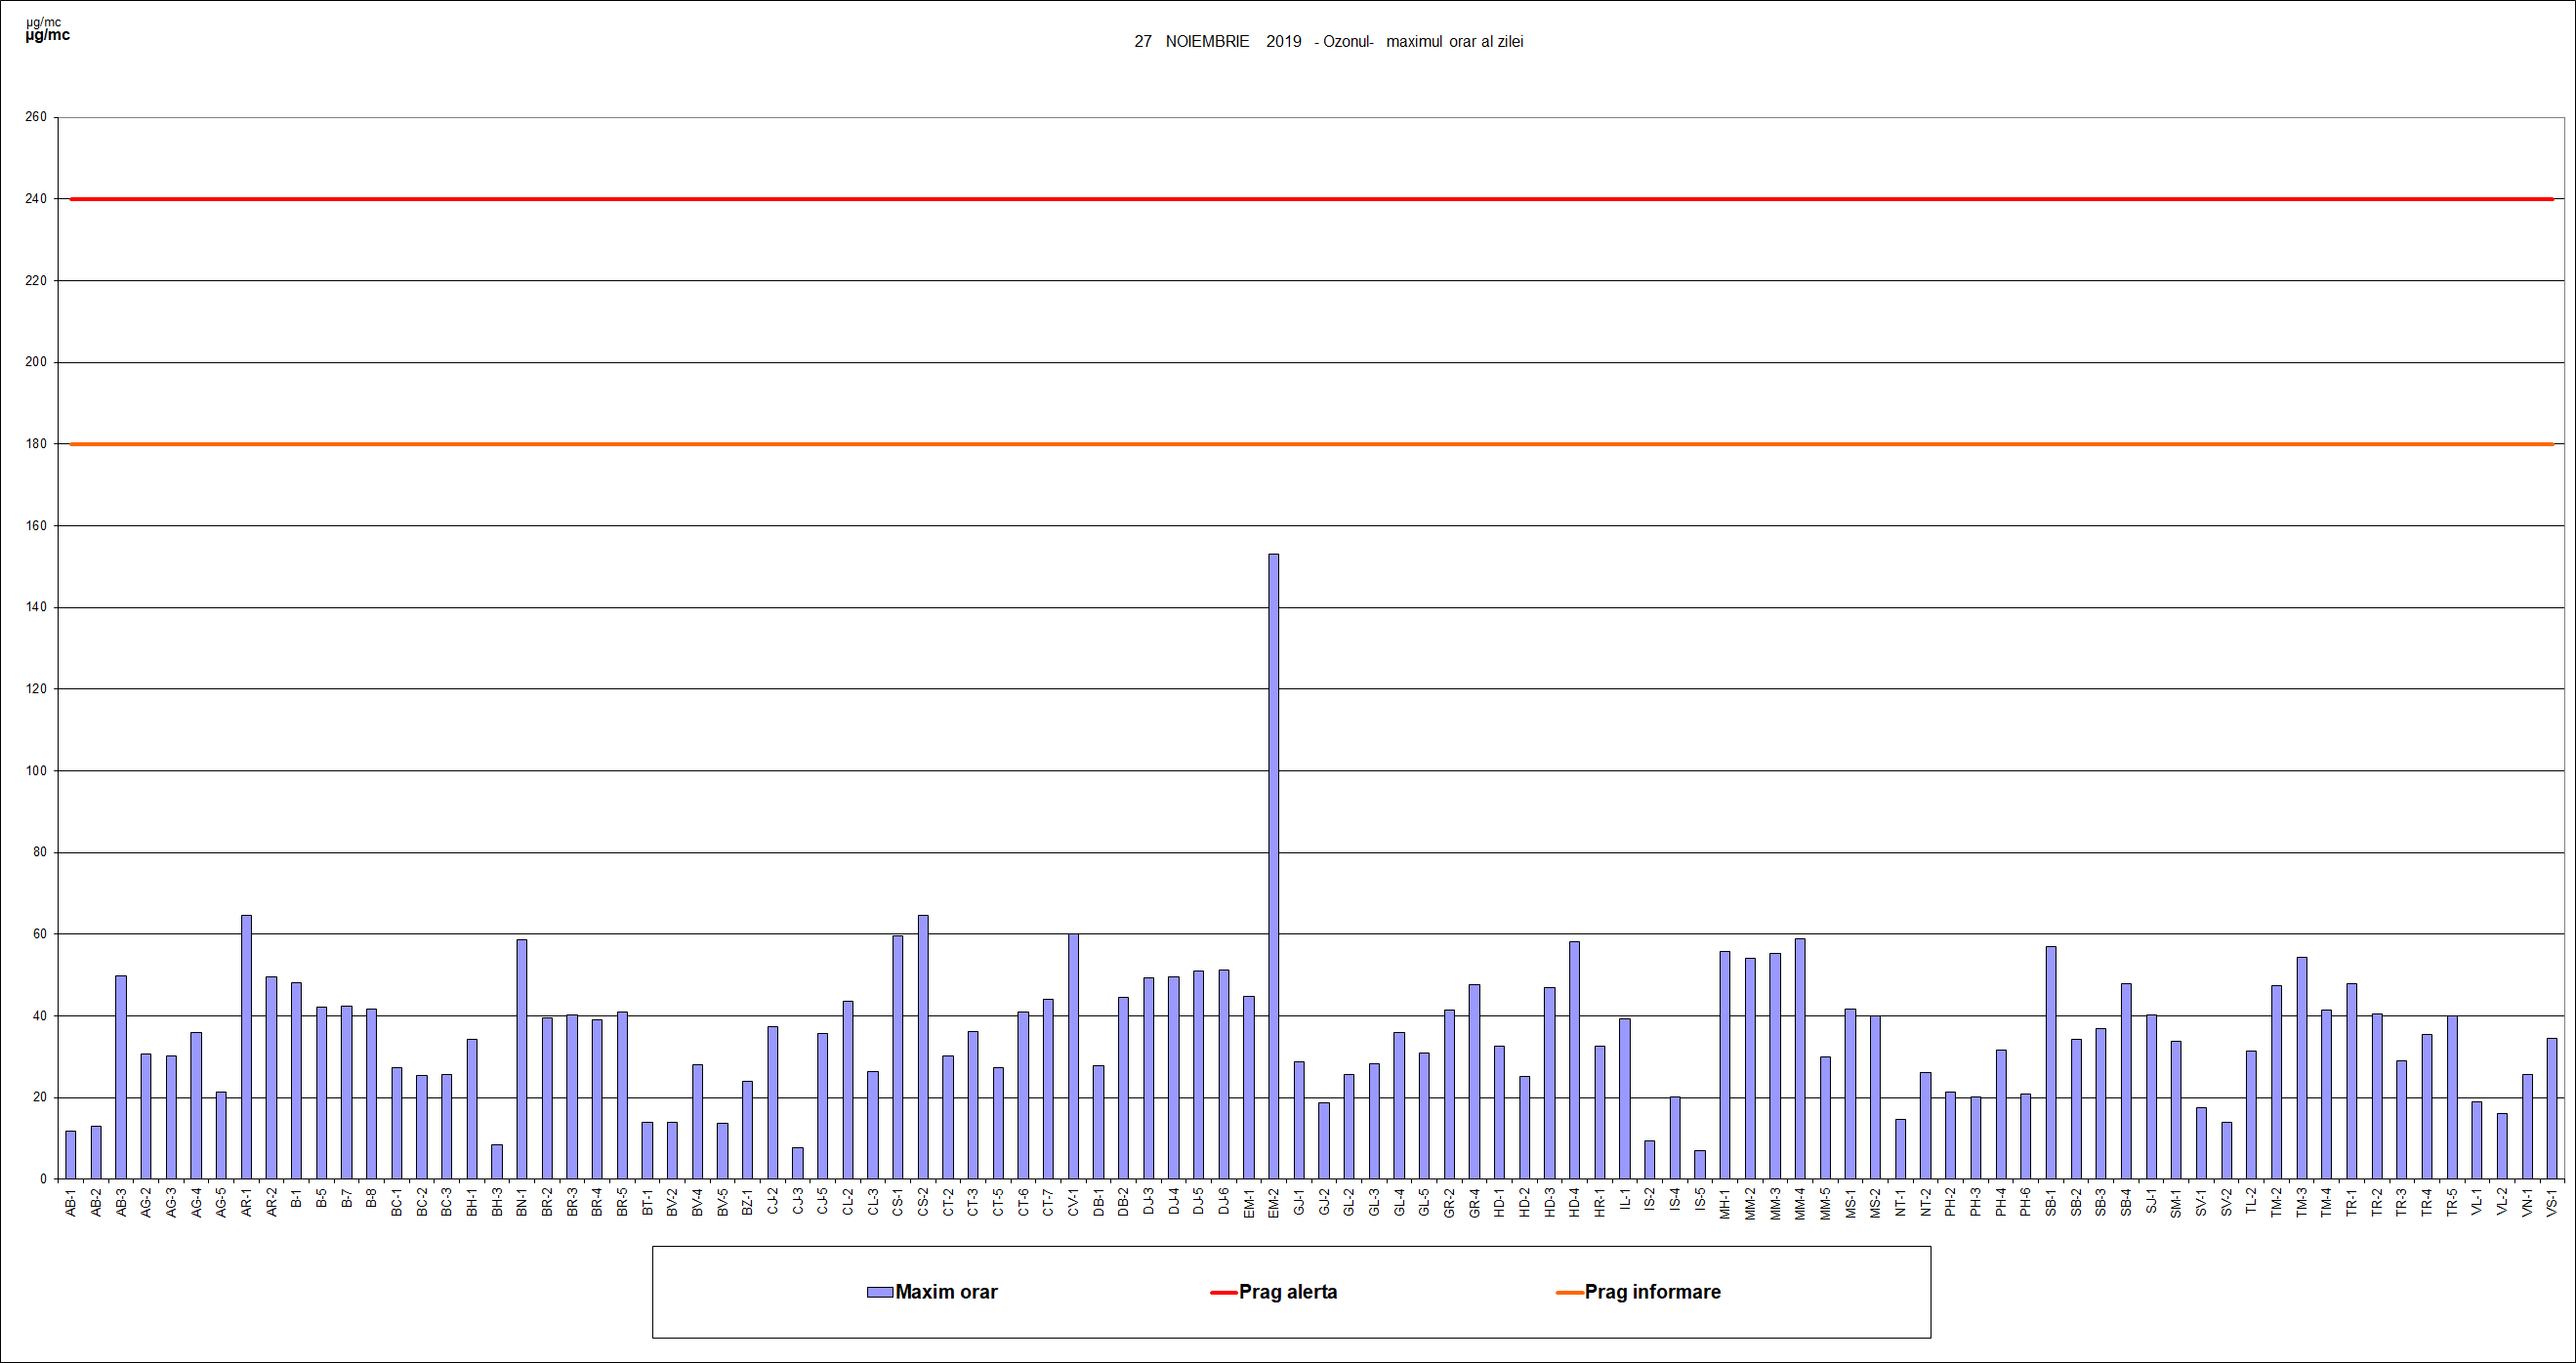 µg/mc
µg/mc
27 NOIEMBRIE 2019 - Ozonul- maximul orar al zilei
260
240
220
200
180
160
140
120
100
80
60
40
20
0
AB-1 AB-2 AB-3 AG-2 AG-3 AG-4 AG-5 AR-1 AR-2 B-1 B-5 B-7 B-8 BC-1 BC-2 BC-3 BH-1 BH-3 BN-1 BR-2 BR-3 BR-4 BR-5 BT-1 BV-2 BV-4 BV-5 BZ-1 CJ-2 CJ-3 CJ-5 CL-2 CL-3 CS-1 CS-2 CT-2 CT-3 CT-5 CT-6 CT-7 CV-1 DB-1 DB-2 DJ-3 DJ-4 DJ-5 DJ-6 EM-1 EM-2 GJ-1 GJ-2 GL-2 GL-3 GL-4 GL-5 GR-2 GR-4 HD-1 HD-2 HD-3 HD-4 HR-1 IL-1 IS-2 IS-4 IS-5 MH-1 MM-2 MM-3 MM-4 MM-5 MS-1 MS-2 NT-1 NT-2 PH-2 PH-3 PH-4 PH-6 SB-1 SB-2 SB-3 SB-4 SJ-1 SM-1 SV-1 SV-2 TL-2 TM-2 TM-3 TM-4 TR-1 TR-2 TR-3 TR-4 TR-5 VL-1 VL-2 VN-1 VS-1
Maxim orar Prag alerta Prag informare